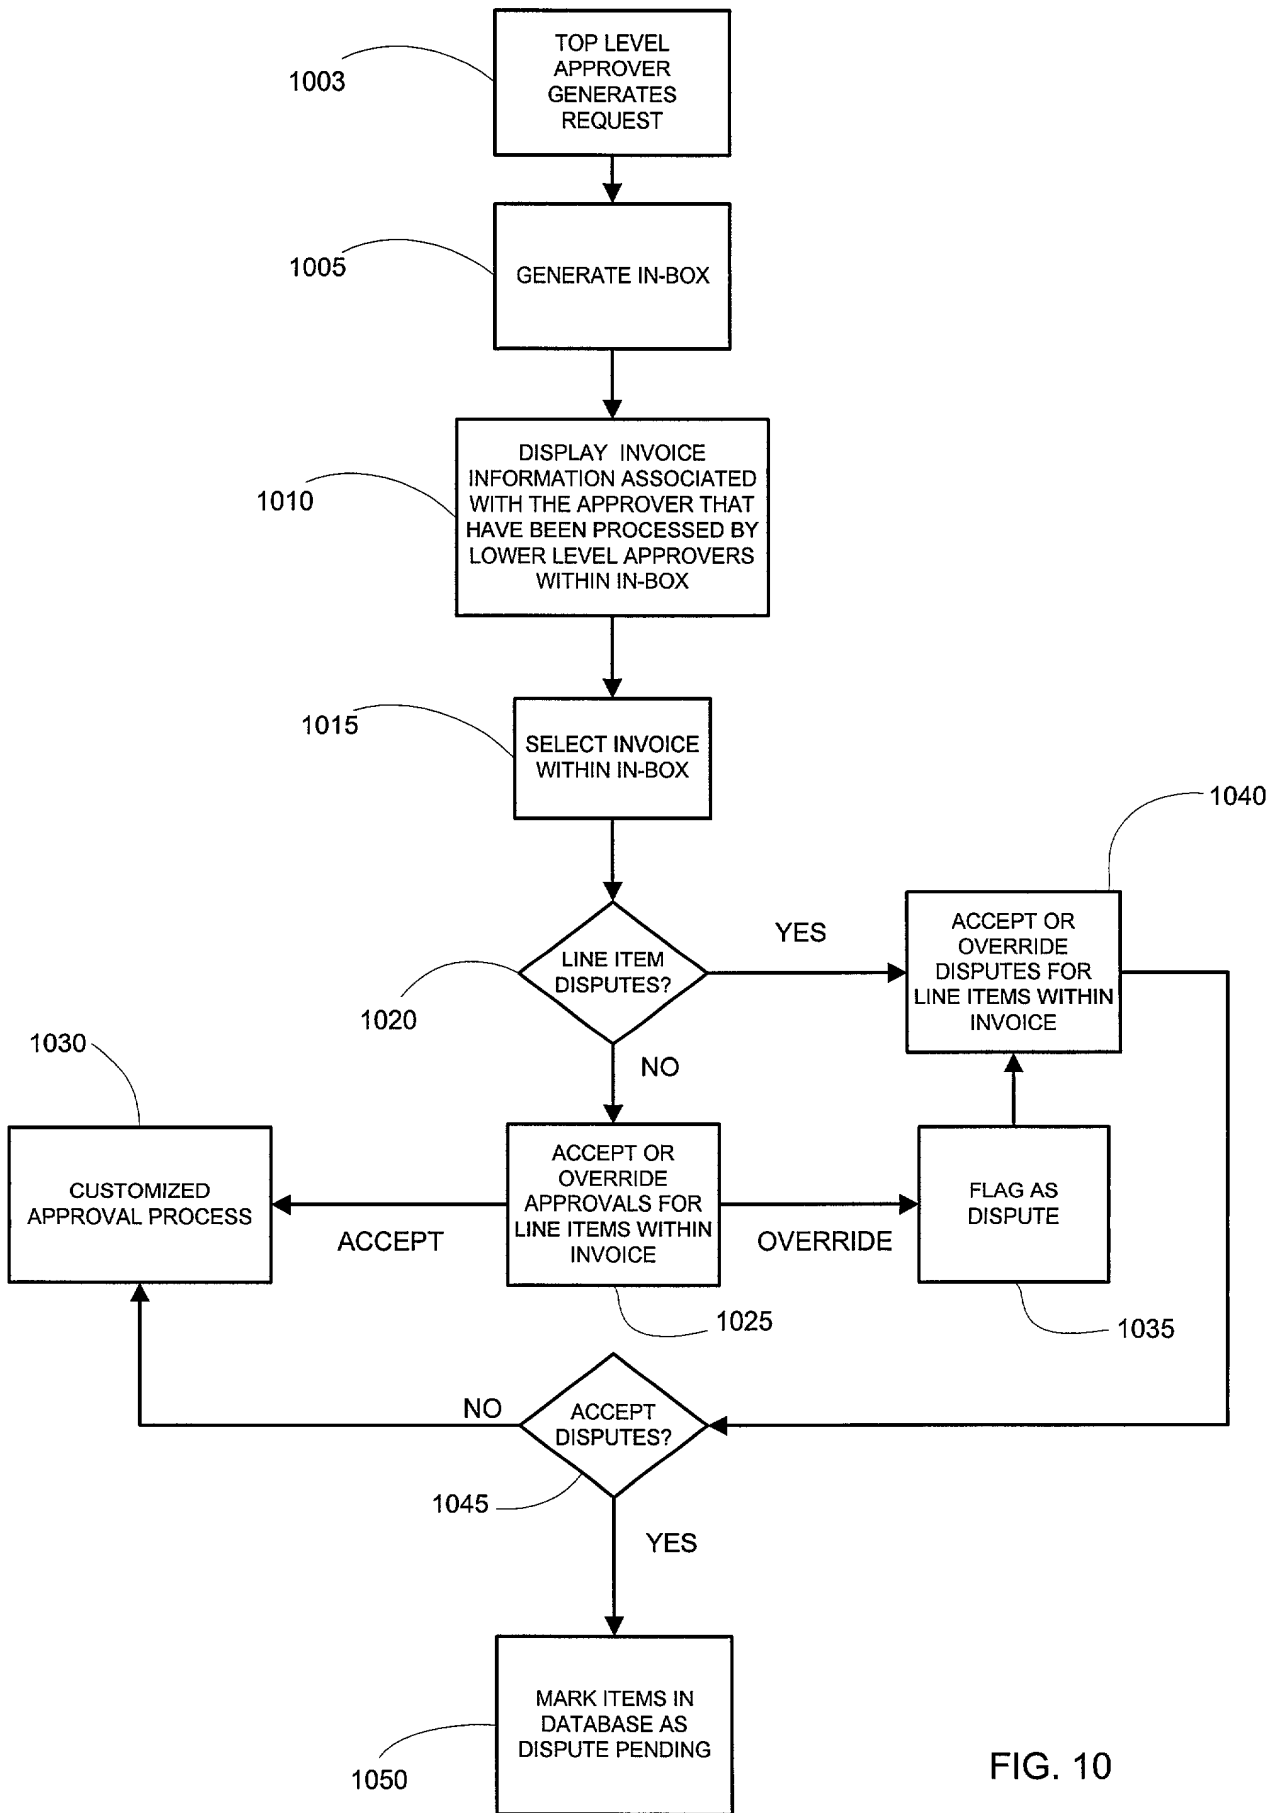 TOP LEVEL
APPROVER
GENERATES
REQUEST
1003
GENERATE IN-BOX
1005
DISPLAY INVOICE
INFORMATION ASSOCIATED
WITH THE APPROVER THAT
HAVE BEEN PROCESSED BY
LOWER LEVEL APPROVERS
WITHIN IN-BOX
1010
SELECT INVOICE
WITHIN IN-BOX
1015
1040
LINE ITEM
DISPUTES?
1020
YES
ACCEPT OR
OVERRIDE
DISPUTES FOR
LINE ITEMS WITHIN
INVOICE
NO
1030
CUSTOMIZED
APPROVAL PROCESS
ACCEPT
ACCEPT OR
OVERRIDE
APPROVALS FOR
LINE ITEMS WITHIN
INVOICE
OVERRIDE
FLAG AS
DISPUTE
1025
1035
NO
ACCEPT
DISPUTES?
1045
YES
MARK ITEMS IN
DATABASE AS
DISPUTE PENDING
1050
FIG. 10